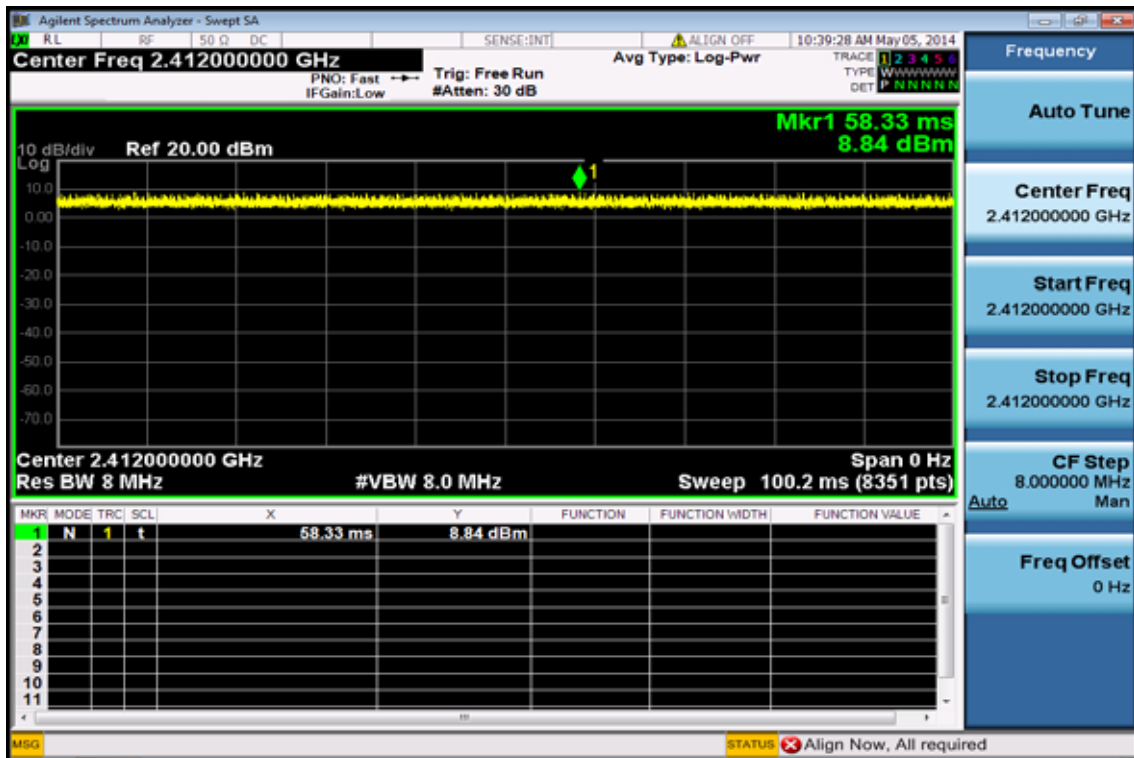 Agilent Spectrum Analyzer - Swept SA
RL RF 50 Ω DC SENSE:INT ALIGN OFF 10:39:28 AM May 05, 2014
Center Freq 2.412000000 GHz
PNO: Fast
IFGain:Low
Trig: Free Run
#Atten: 30 dB
Avg Type: Log-Pwr
TRACE 1 2 3 4 5 6
TYPE WWWWWW
DET P N N N N N
Mkr1 58.33 ms
8.84 dBm
10 dB/div Ref 20.00 dBm
Log
1
10.0
0.00
-10.0
-20.0
-30.0
-40.0
-50.0
-60.0
-70.0
Center 2.412000000 GHz Span 0 Hz
Res BW 8 MHz #VBW 8.0 MHz Sweep 100.2 ms (8351 pts)
MKR MODE TRC SCL X Y FUNCTION FUNCTION WIDTH FUNCTION VALUE
1 N 1 t 58.33 ms 8.84 dBm
2
3
4
5
6
7
8
9
10
11
MSG STATUS Align Now, All required
Frequency
Auto Tune
Center Freq
2.412000000 GHz
Start Freq
2.412000000 GHz
Stop Freq
2.412000000 GHz
CF Step
8.000000 MHz
Auto Man
Freq Offset
0 Hz